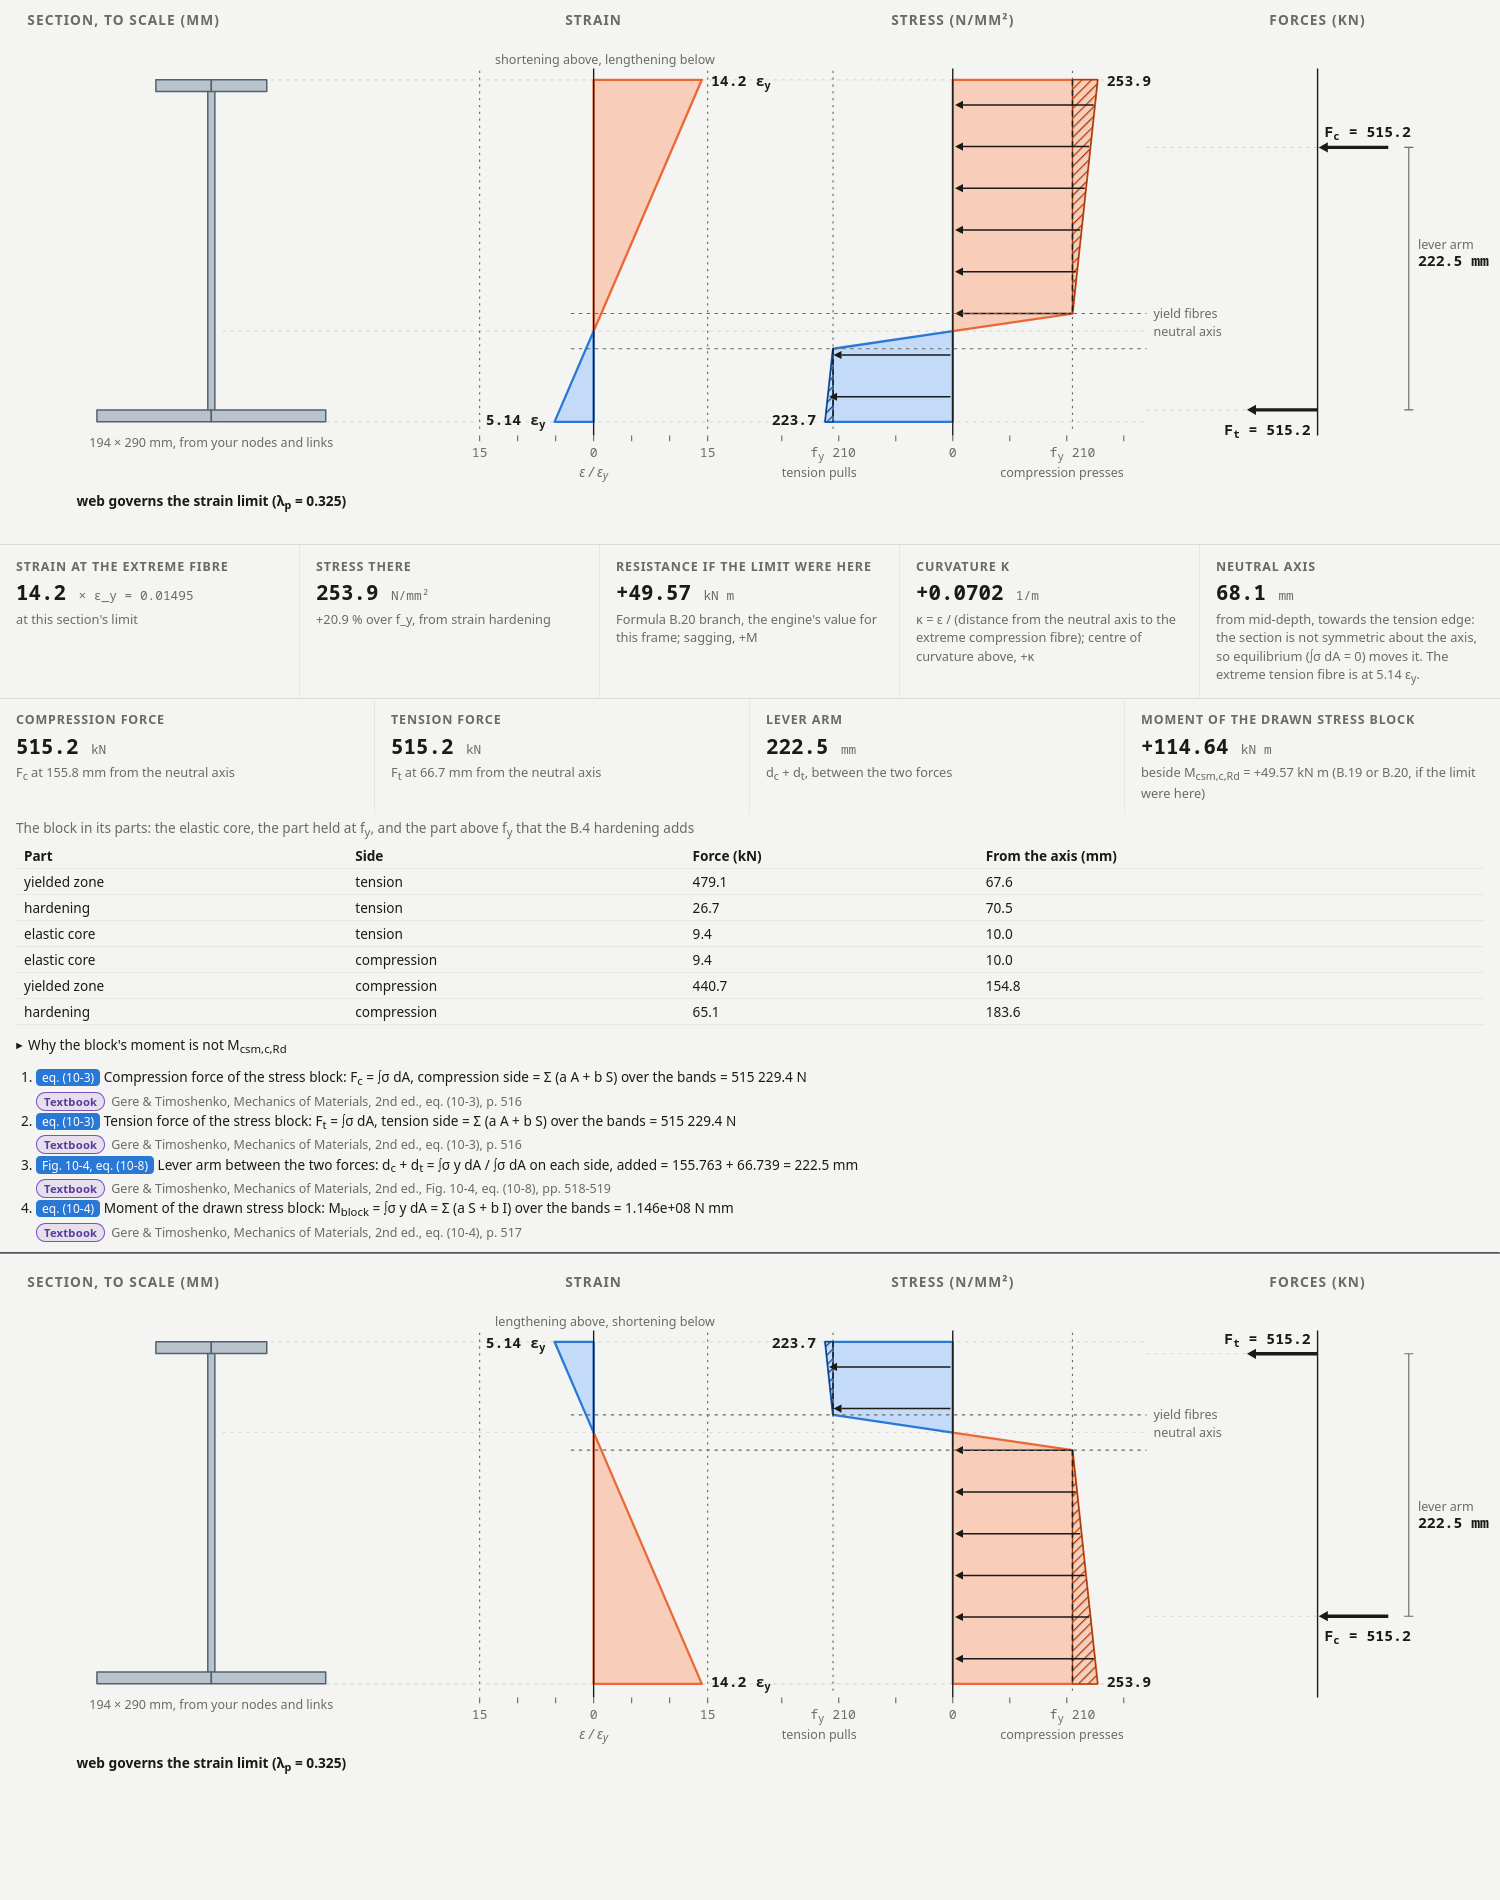 SECTION, TO SCALE (MM) STRAIN STRESS (N/MM²) FORCES (KN)
shortening above, lengthening below
14.2 εy 253.9
Fc = 515.2
lever arm
222.5 mm
yield fibres
neutral axis
5.14 εy 223.7
Ft = 515.2
194 × 290 mm, from your nodes and links
15 0 15 fy 210 0 fy 210
ε / εy tension pulls compression presses
web governs the strain limit (λp = 0.325)
STRAIN AT THE EXTREME FIBRE STRESS THERE RESISTANCE IF THE LIMIT WERE HERE CURVATURE Κ NEUTRAL AXIS
14.2 × ε_y = 0.01495 253.9 N/mm² +49.57 kN m +0.0702 1/m 68.1 mm
at this section's limit +20.9 % over f_y, from strain hardening Formula B.20 branch, the engine's value for κ = ε / (distance from the neutral axis to the from mid-depth, towards the tension edge:
this frame; sagging, +M extreme compression fibre); centre of the section is not symmetric about the axis,
curvature above, +κ so equilibrium (∫σ dA = 0) moves it. The
extreme tension fibre is at 5.14 εy.
COMPRESSION FORCE TENSION FORCE LEVER ARM MOMENT OF THE DRAWN STRESS BLOCK
515.2 kN 515.2 kN 222.5 mm +114.64 kN m
Fc at 155.8 mm from the neutral axis Ft at 66.7 mm from the neutral axis dc + dt, between the two forces beside Mcsm,c,Rd = +49.57 kN m (B.19 or B.20, if the limit
were here)
The block in its parts: the elastic core, the part held at fy, and the part above fy that the B.4 hardening adds
Part Side Force (kN) From the axis (mm)
yielded zone tension 479.1 67.6
hardening tension 26.7 70.5
elastic core tension 9.4 10.0
elastic core compression 9.4 10.0
yielded zone compression 440.7 154.8
hardening compression 65.1 183.6
▸ Why the block's moment is not Mcsm,c,Rd
1. eq. (10-3) Compression force of the stress block: Fc = ∫σ dA, compression side = Σ (a A + b S) over the bands = 515 229.4 N
Textbook Gere & Timoshenko, Mechanics of Materials, 2nd ed., eq. (10-3), p. 516
2. eq. (10-3) Tension force of the stress block: Ft = ∫σ dA, tension side = Σ (a A + b S) over the bands = 515 229.4 N
Textbook Gere & Timoshenko, Mechanics of Materials, 2nd ed., eq. (10-3), p. 516
3. Fig. 10-4, eq. (10-8) Lever arm between the two forces: dc + dt = ∫σ y dA / ∫σ dA on each side, added = 155.763 + 66.739 = 222.5 mm
Textbook Gere & Timoshenko, Mechanics of Materials, 2nd ed., Fig. 10-4, eq. (10-8), pp. 518-519
4. eq. (10-4) Moment of the drawn stress block: Mblock = ∫σ y dA = Σ (a S + b I) over the bands = 1.146e+08 N mm
Textbook Gere & Timoshenko, Mechanics of Materials, 2nd ed., eq. (10-4), p. 517
SECTION, TO SCALE (MM) STRAIN STRESS (N/MM²) FORCES (KN)
lengthening above, shortening below
5.14 εy 223.7
Ft = 515.2
yield fibres
neutral axis
lever arm
222.5 mm
Fc = 515.2
14.2 εy 253.9
194 × 290 mm, from your nodes and links
15 0 15 fy 210 0 fy 210
ε / εy tension pulls compression presses
web governs the strain limit (λp = 0.325)